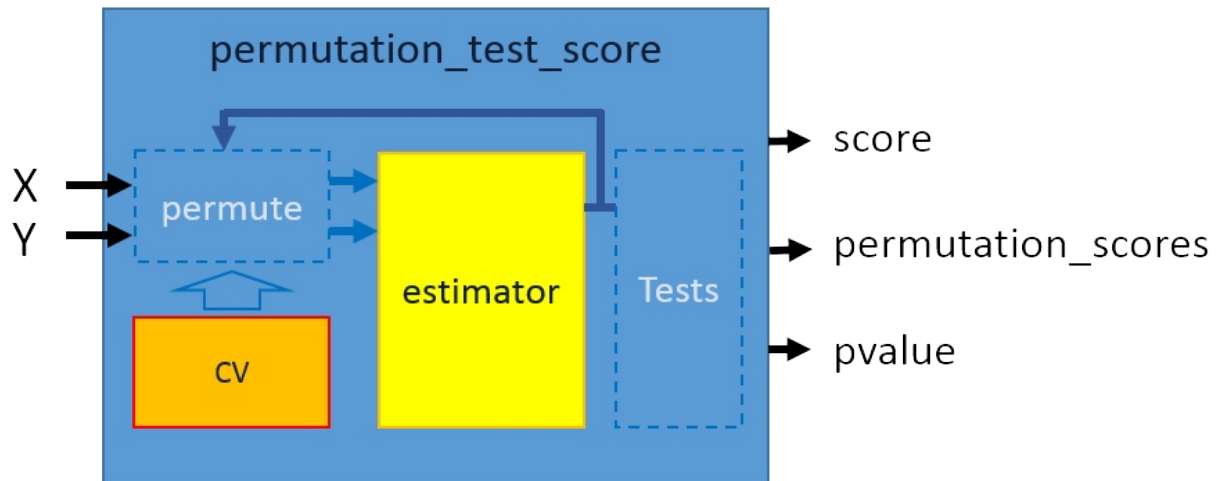 permutation_test_score
X
Y
permute
cv
estimator
Tests
score
permutation_scores
pvalue